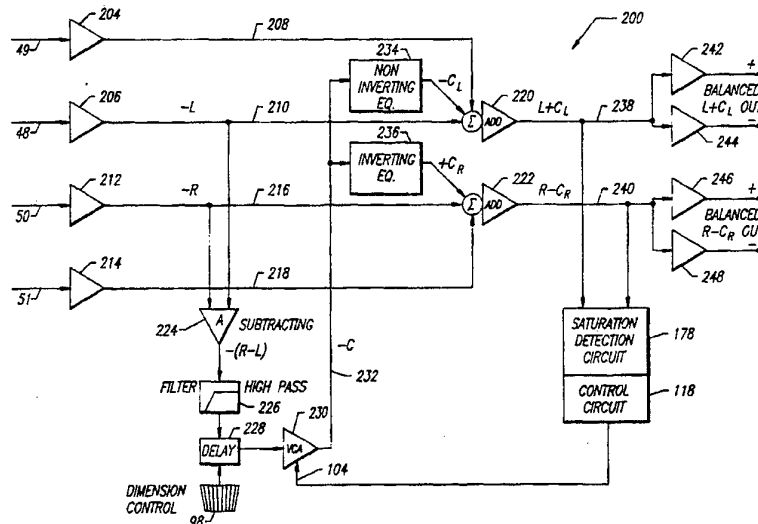 204
208
200
49
234
NON
INVERTING
EQ.
-C_L
242
+
206
-L
210
220
L+C_L
238
BALANCED
L+C_L OUT
48
Σ
ADD
-
236
244
INVERTING
EQ.
+C_R
212
-R
216
222
R-C_R
240
246
+
50
Σ
ADD
BALANCED
R-C_R OUT
-
214
218
248
51
224
A
SUBTRACTING
-C
SATURATION
DETECTION
CIRCUIT
178
-(R-L)
232
FILTER
HIGH PASS
226
230
CONTROL
CIRCUIT
118
228
DELAY
VCA
104
DIMENSION
CONTROL
98